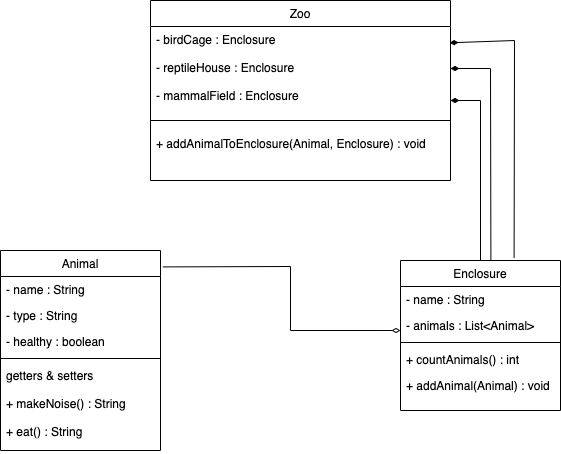 Zoo
- birdCage : Enclosure
- reptileHouse : Enclosure
- mammalField : Enclosure
+ addAnimalToEnclosure(Animal, Enclosure) : void
Animal
- name : String
- type : String
- healthy : boolean
getters & setters
+ makeNoise() : String
+ eat() : String
Enclosure
- name : String
- animals : List<Animal>
+ countAnimals() : int
+ addAnimal(Animal) : void